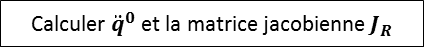 Calculer q̈⁰ et la matrice jacobienne J_R